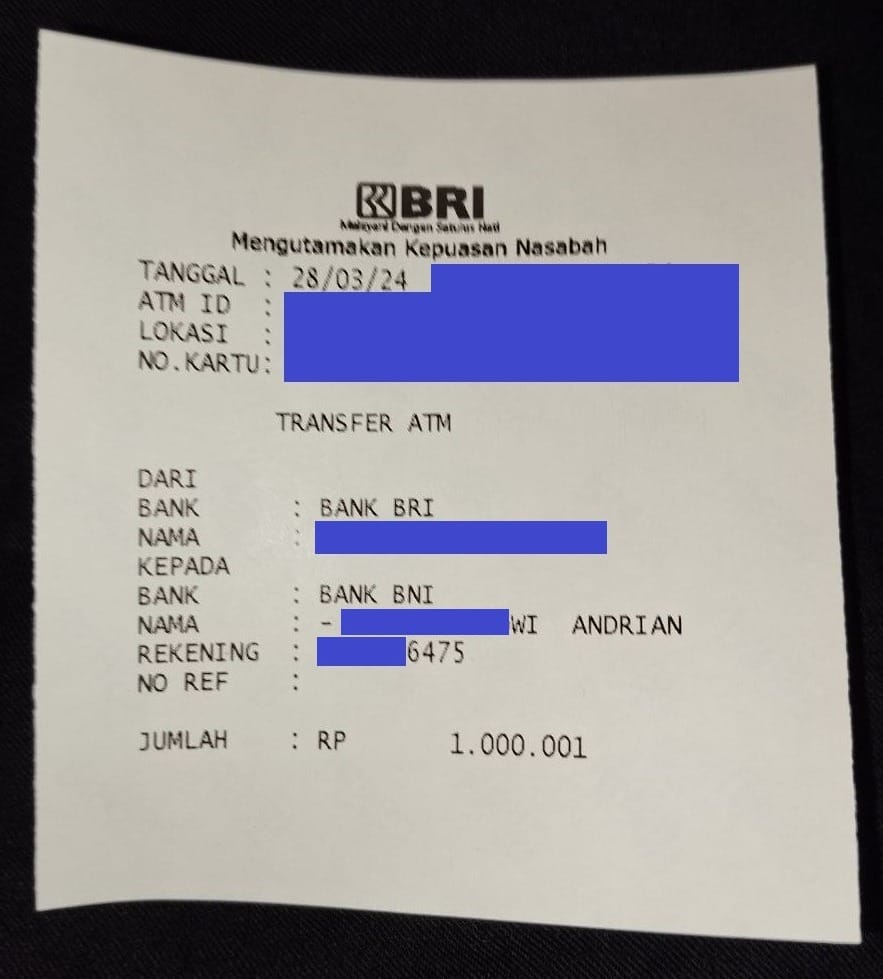 BRI
Melayani Dengan Setulus Hati
Mengutamakan Kepuasan Nasabah
TANGGAL : 28/03/24
ATM ID :
LOKASI :
NO.KARTU:
TRANSFER ATM
DARI
BANK : BANK BRI
NAMA :
KEPADA
BANK : BANK BNI
NAMA : - WI ANDRIAN
REKENING : 6475
NO REF :
JUMLAH : RP 1.000.001